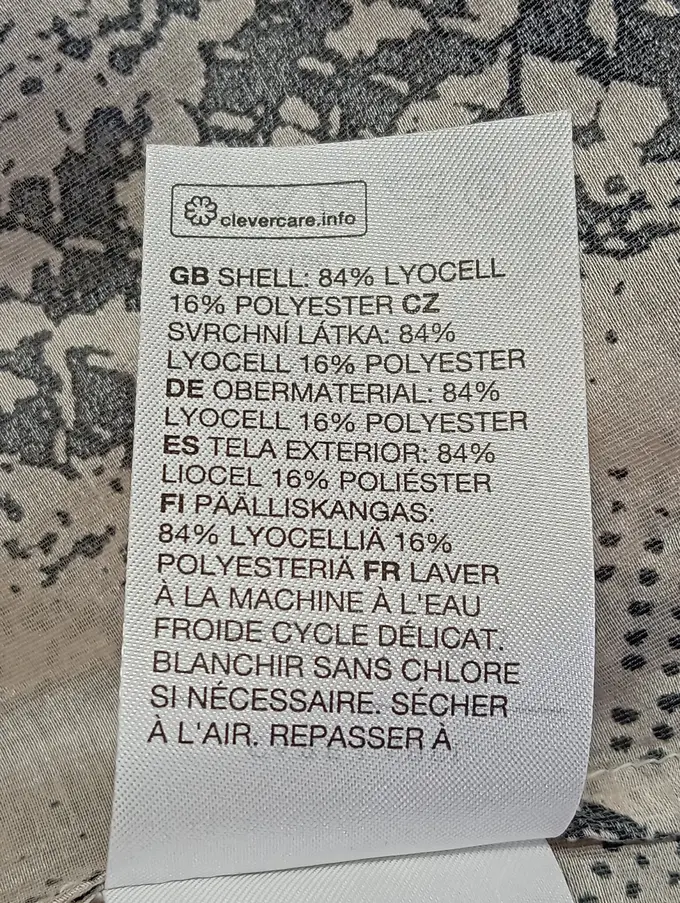 clevercare.info
GB SHELL: 84% LYOCELL
16% POLYESTER CZ
SVRCHNÍ LÁTKA: 84%
LYOCELL 16% POLYESTER
DE OBERMATERIAL: 84%
LYOCELL 16% POLYESTER
ES TELA EXTERIOR: 84%
LIOCEL 16% POLIÉSTER
FI PÄÄLLISKANGAS:
84% LYOCELLIÄ 16%
POLYESTERIÄ FR LAVER
À LA MACHINE À L'EAU
FROIDE CYCLE DÉLICAT.
BLANCHIR SANS CHLORE
SI NÉCESSAIRE. SÉCHER
À L'AIR. REPASSER À